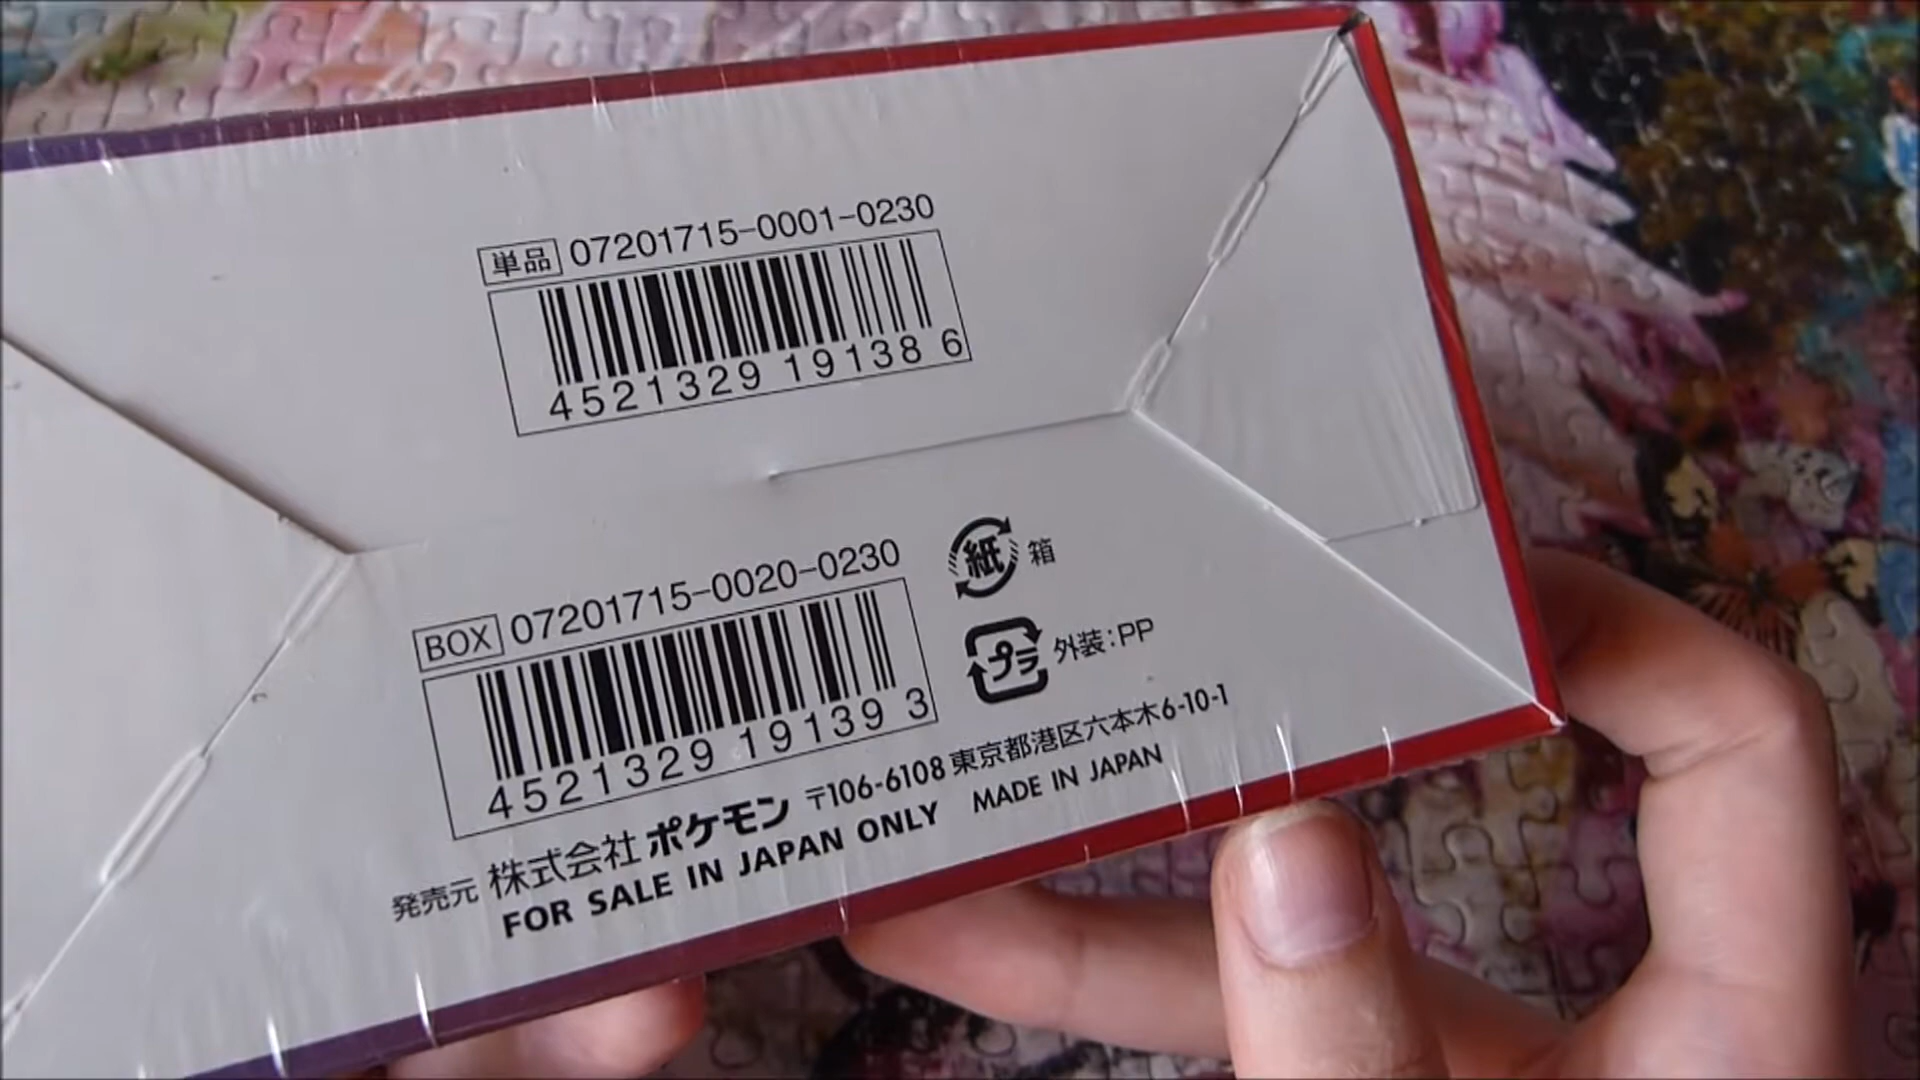 単品 07201715-0001-0230
4521329 19138 6
BOX 07201715-0020-0230
4521329 19139 3
紙 箱
プラ 外装:PP
発売元 株式会社 ポケモン 〒106-6108 東京都港区六本木6-10-1
FOR SALE IN JAPAN ONLY MADE IN JAPAN